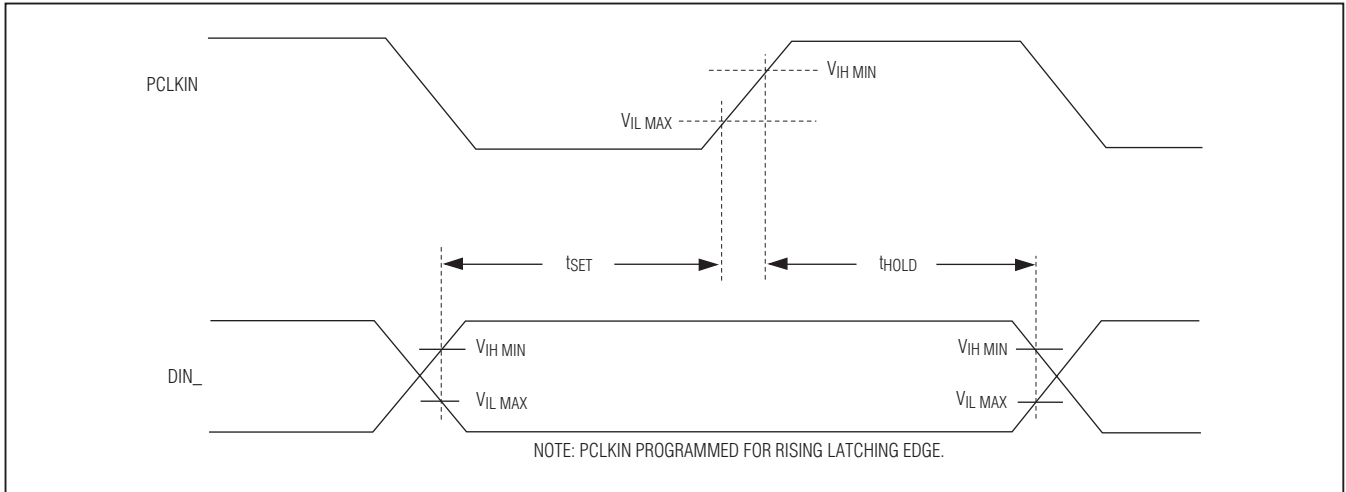 PCLKIN
VIH MIN
VIL MAX
tSET
tHOLD
VIH MIN
VIH MIN
DIN_
VIL MAX
VIL MAX
NOTE: PCLKIN PROGRAMMED FOR RISING LATCHING EDGE.